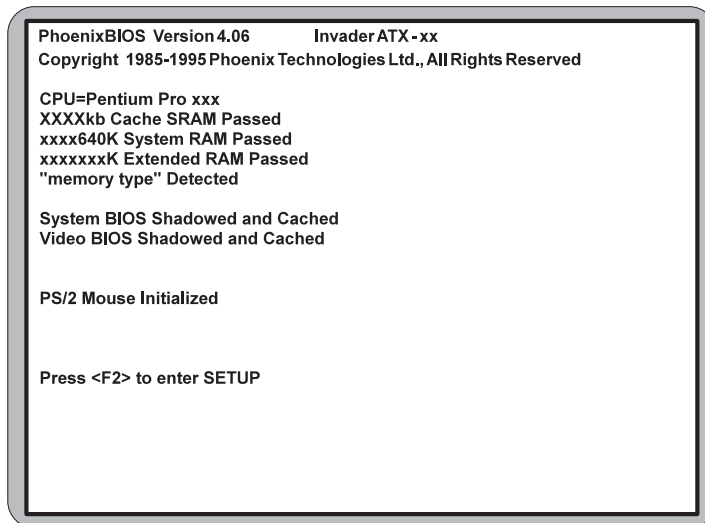 PhoenixBIOS Version 4.06 Invader ATX - xx
Copyright 1985-1995 Phoenix Technologies Ltd., All Rights Reserved
CPU=Pentium Pro xxx
XXXXkb Cache SRAM Passed
xxxx640K System RAM Passed
xxxxxxxK Extended RAM Passed
"memory type" Detected
System BIOS Shadowed and Cached
Video BIOS Shadowed and Cached
PS/2 Mouse Initialized
Press <F2> to enter SETUP